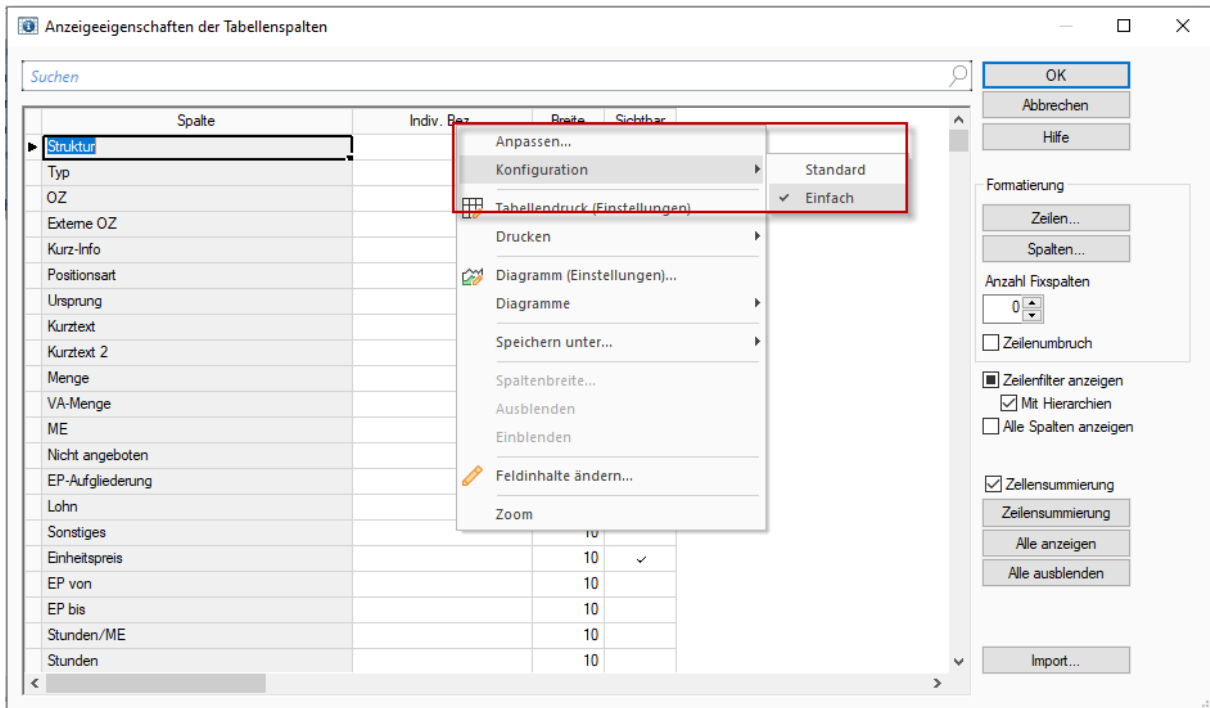 Anzeigeeigenschaften der Tabellenspalten
Suchen
OK
Abbrechen
Hilfe
Spalte Indiv. Bez. Breite Sichtbar
Struktur
Typ
OZ
Externe OZ
Kurz-Info
Positionsart
Ursprung
Kurztext
Kurztext 2
Menge
VA-Menge
ME
Nicht angeboten
EP-Aufgliederung
Lohn
Sonstiges 10
Einheitspreis 10
EP von 10
EP bis 10
Stunden/ME 10
Stunden 10
Anpassen...
Konfiguration
Tabellendruck (Einstellungen)
Drucken
Diagramm (Einstellungen)...
Diagramme
Speichern unter...
Spaltenbreite...
Ausblenden
Einblenden
Feldinhalte ändern...
Zoom
Standard
Einfach
Formatierung
Zeilen...
Spalten...
Anzahl Fixspalten
0
Zeilenumbruch
Zeilenfilter anzeigen
Mit Hierarchien
Alle Spalten anzeigen
Zellensummierung
Zeilensummierung
Alle anzeigen
Alle ausblenden
Import...